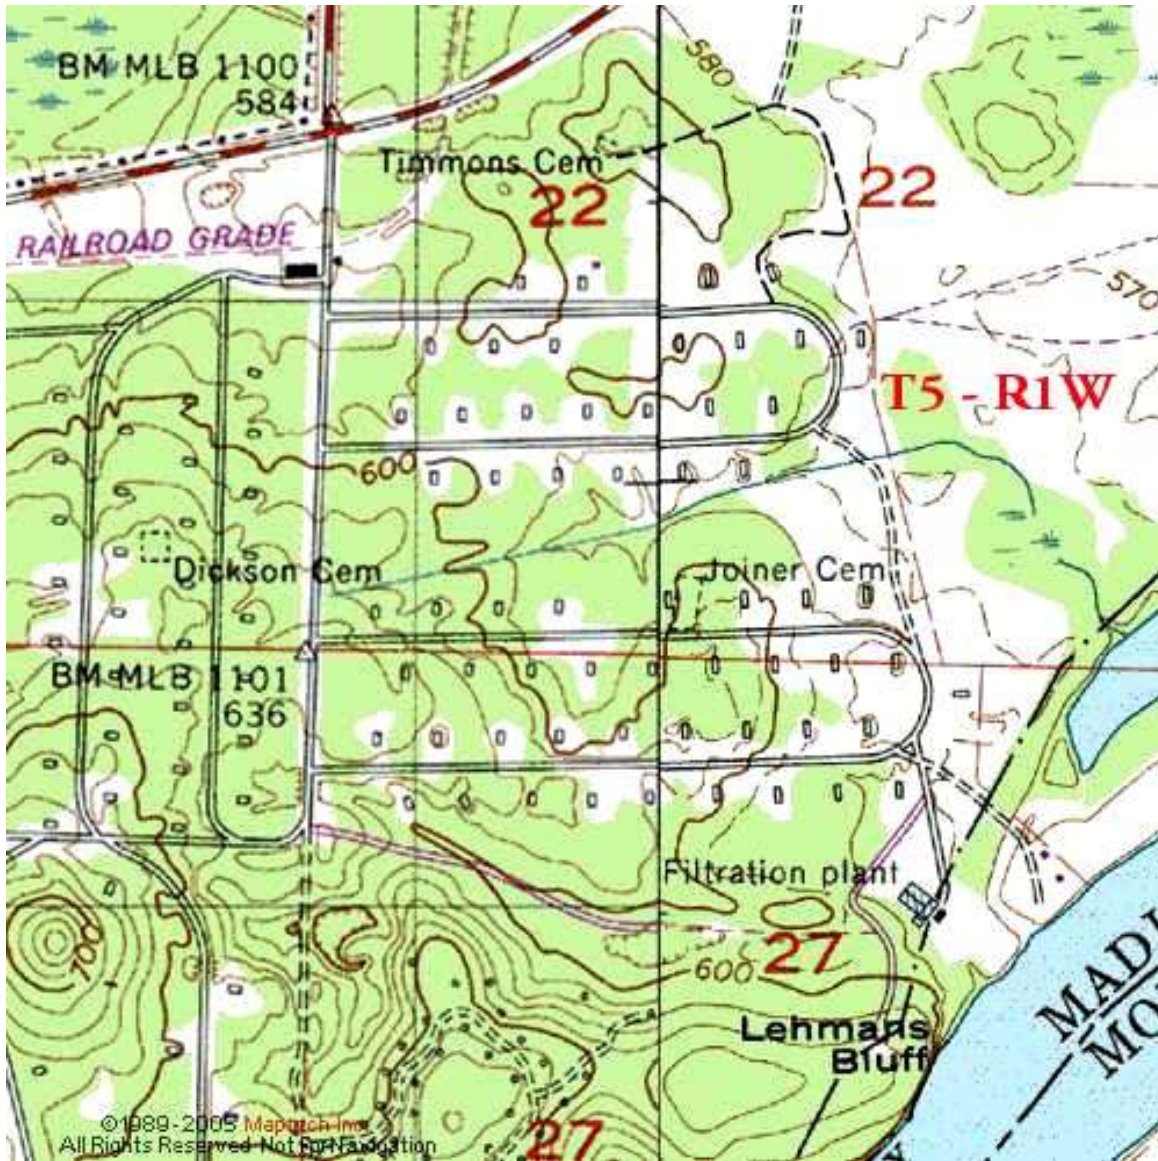 580
BM MLB 1100
584
Timmons Cem
22
22
RAILROAD GRADE
570
T5 - R1W
600
Dickson Cem
Joiner Cem
BM MLB 1101
636
Filtration plant
700
600
27
Lehmans
Bluff
©1989-2005 Maptech Inc
All Rights Reserved-Not For Navigation
27